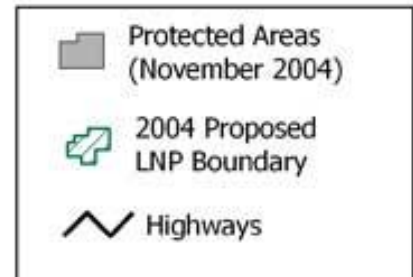 Protected Areas
(November 2004)
2004 Proposed
LNP Boundary
Highways